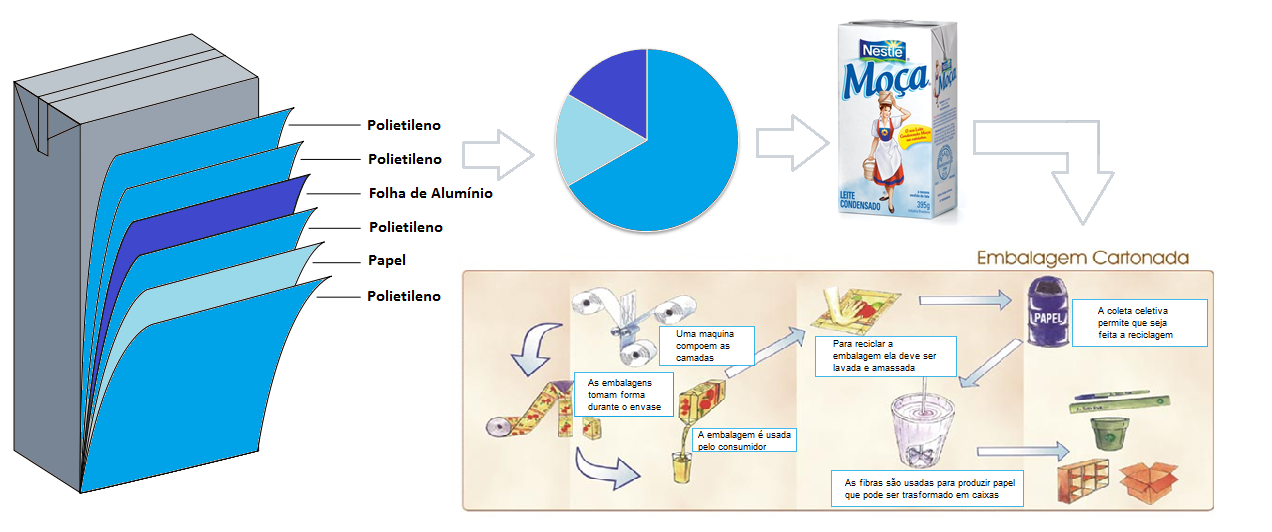 Polietileno
Polietileno
Folha de Alumínio
Polietileno
Papel
Polietileno
Nestlé
Moça
LEITE
CONDENSADO
395g
Embalagem Cartonada
Uma maquina
compoem as
camadas
As embalagens
tomam forma
durante o envase
A embalagem é usada
pelo consumidor
Para reciclar a
embalagem ela deve ser
lavada e amassada
PAPEL
A coleta celetiva
permite que seja
feita a reciclagem
As fibras são usadas para produzir papel
que pode ser trasformado em caixas